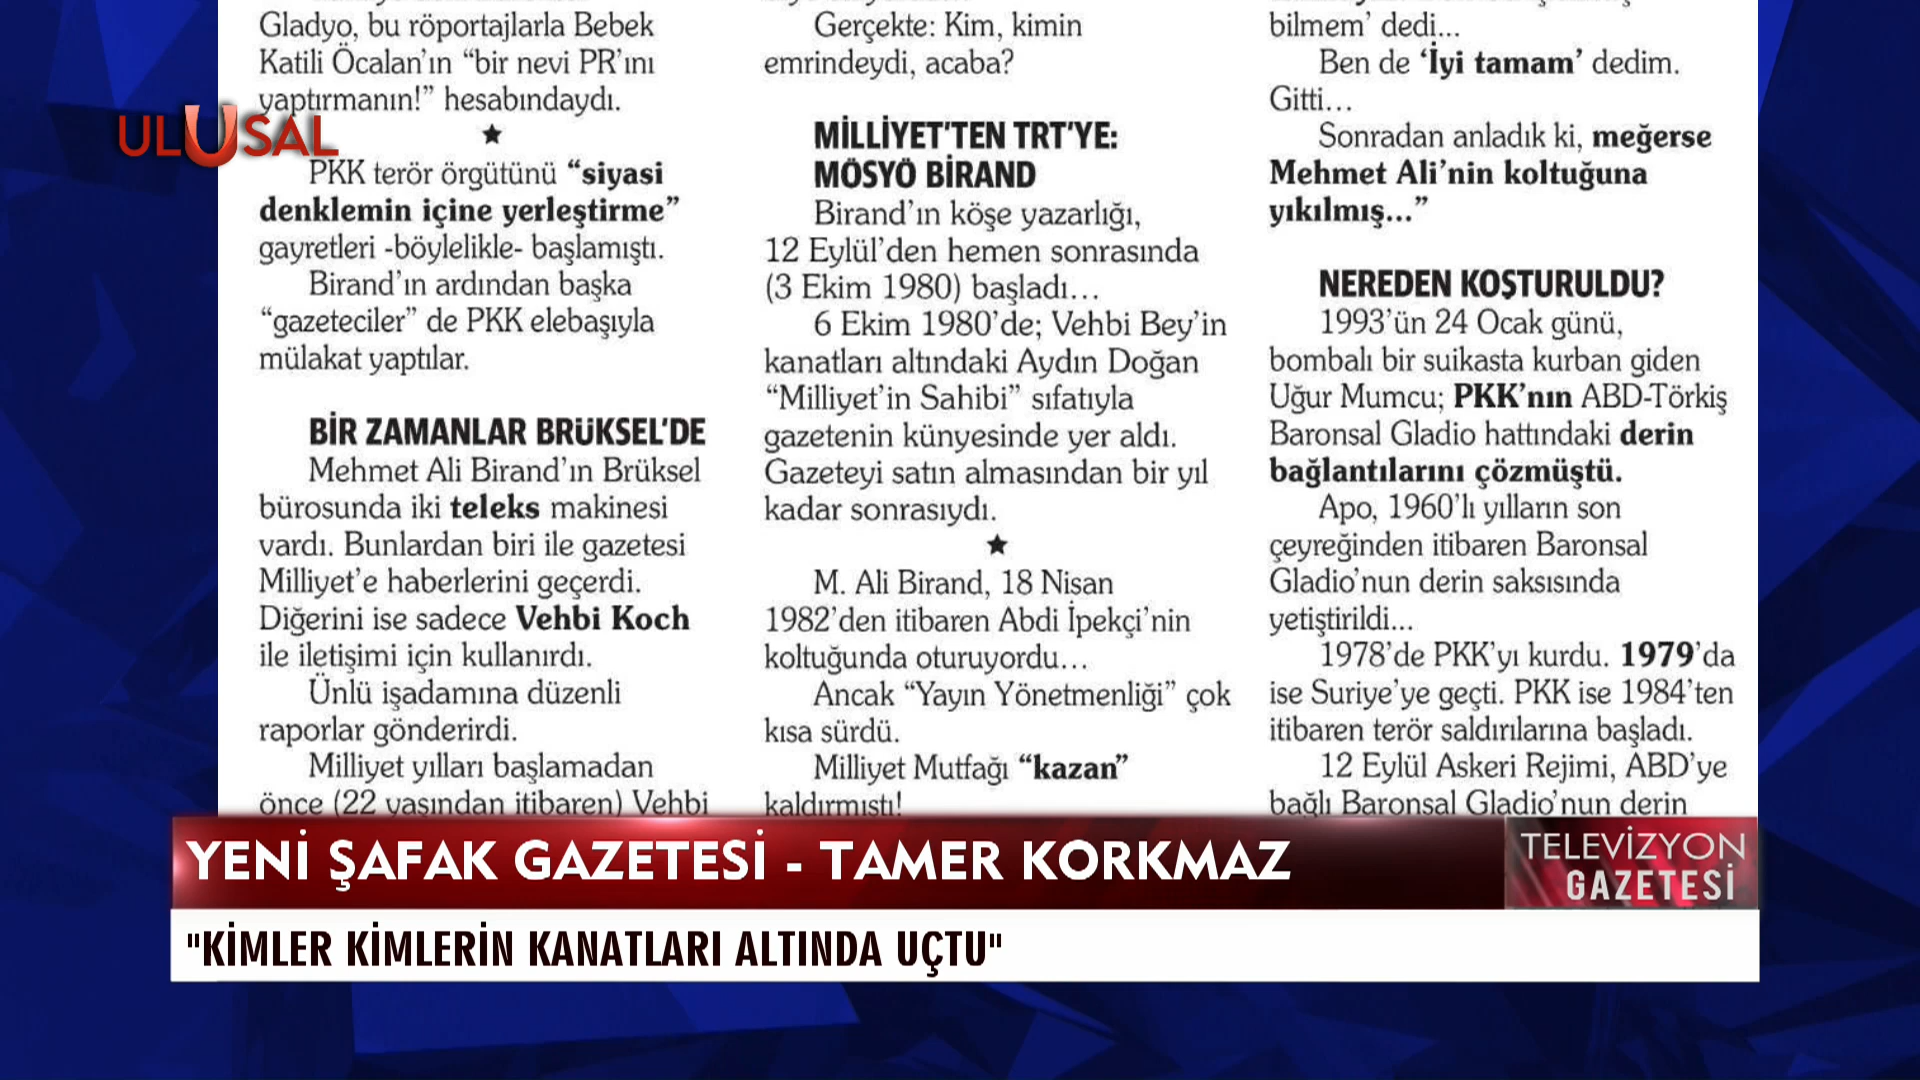 Gladyo, bu röportajlarla Bebek
Katili Öcalan'ın "bir nevi PR'ını
yaptırmanın!" hesabındaydı.
★
PKK terör örgütünü "siyasi
denklemin içine yerleştirme"
gayretleri -böylelikle- başlamıştı.
Birand'ın ardından başka
"gazeteciler" de PKK elebaşıyla
mülakat yaptılar.
BİR ZAMANLAR BRÜKSEL'DE
Mehmet Ali Birand'ın Brüksel
bürosunda iki teleks makinesi
vardı. Bunlardan biri ile gazetesi
Milliyet'e haberlerini geçerdi.
Diğerini ise sadece Vehbi Koch
ile iletişimi için kullanırdı.
Ünlü işadamına düzenli
raporlar gönderirdi.
Milliyet yılları başlamadan
önce (22 yaşından itibaren) Vehbi
Gerçekte: Kim, kimin
emrindeydi, acaba?
MİLLİYET'TEN TRT'YE:
MÖSYÖ BİRAND
Birand'ın köşe yazarlığı,
12 Eylül'den hemen sonrasında
(3 Ekim 1980) başladı...
6 Ekim 1980'de; Vehbi Bey'in
kanatları altındaki Aydın Doğan
"Milliyet'in Sahibi" sıfatıyla
gazetenin künyesinde yer aldı.
Gazeteyi satın almasından bir yıl
kadar sonrasıydı.
★
M. Ali Birand, 18 Nisan
1982'den itibaren Abdi İpekçi'nin
koltuğunda oturuyordu...
Ancak "Yayın Yönetmenliği" çok
kısa sürdü.
Milliyet Mutfağı "kazan"
kaldırmıştı!
bilmem' dedi...
Ben de 'İyi tamam' dedim.
Gitti...
Sonradan anladık ki, meğerse
Mehmet Ali'nin koltuğuna
yıkılmış..."
NEREDEN KOŞTURULDU?
1993'ün 24 Ocak günü,
bombalı bir suikasta kurban giden
Uğur Mumcu; PKK'nın ABD-Törkiş
Baronsal Gladio hattındaki derin
bağlantılarını çözmüştü.
Apo, 1960'lı yılların son
çeyreğinden itibaren Baronsal
Gladio'nun derin saksısında
yetiştirildi...
1978'de PKK'yı kurdu. 1979'da
ise Suriye'ye geçti. PKK ise 1984'ten
itibaren terör saldırılarına başladı.
12 Eylül Askeri Rejimi, ABD'ye
bağlı Baronsal Gladio'nun derin
ULUSAL
YENİ ŞAFAK GAZETESİ - TAMER KORKMAZ
TELEVİZYON
GAZETESİ
"KİMLER KİMLERİN KANATLARI ALTINDA UÇTU"